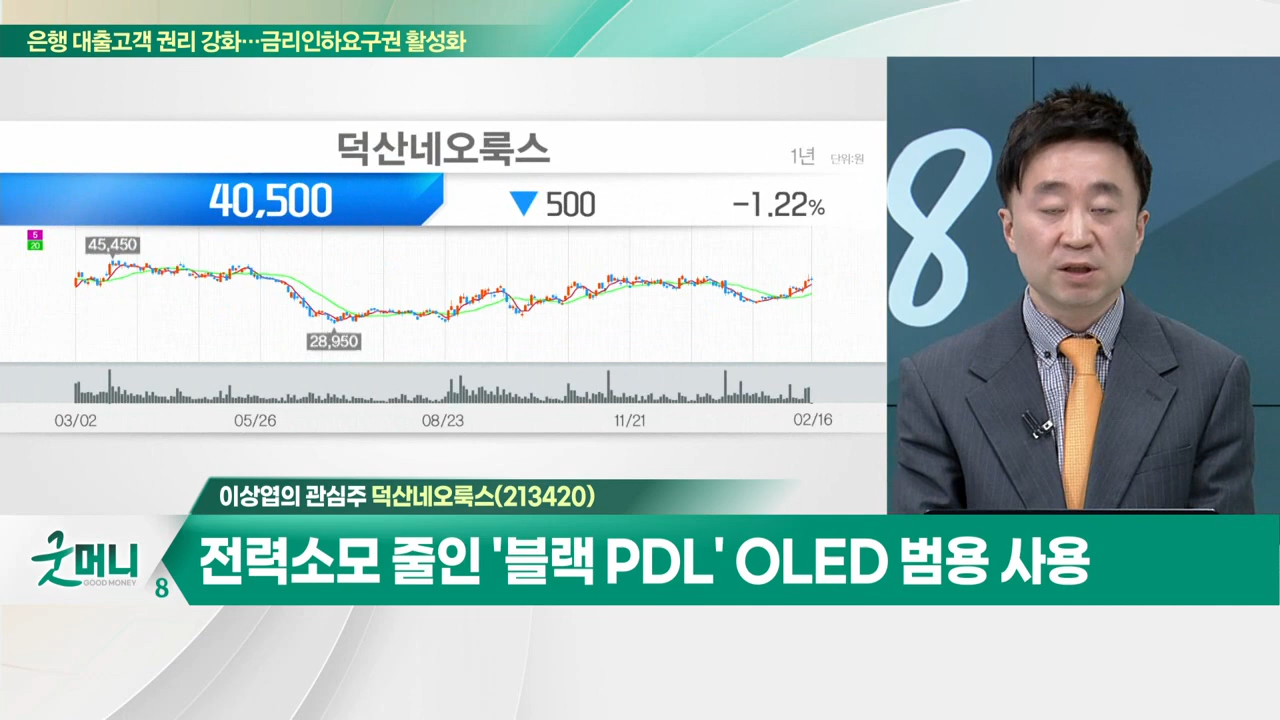 은행 대출고객 권리 강화…금리인하요구권 활성화
덕산네오룩스
1년 단위:원
40,500 ▼ 500 -1.22%
5
20
45,450
28,950
03/02 05/26 08/23 11/21 02/16
8
이상엽의 관심주 덕산네오룩스(213420)
굿머니
GOOD MONEY
8
전력소모 줄인 '블랙 PDL' OLED 범용 사용